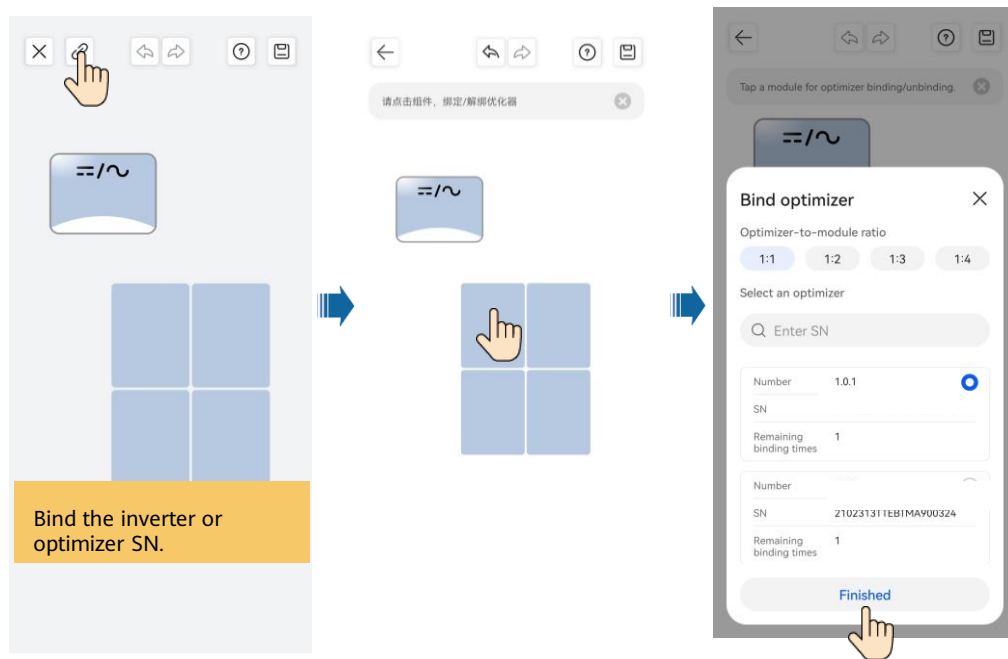 Bind the inverter or
optimizer SN.
请点击组件，绑定/解绑优化器
Tap a module for optimizer binding/unbinding.
Bind optimizer
Optimizer-to-module ratio
1:1 1:2 1:3 1:4
Select an optimizer
Enter SN
Number 1.0.1
SN
Remaining 1
binding times
Number
SN 2102313TTEBTMA900324
Remaining 1
binding times
Finished